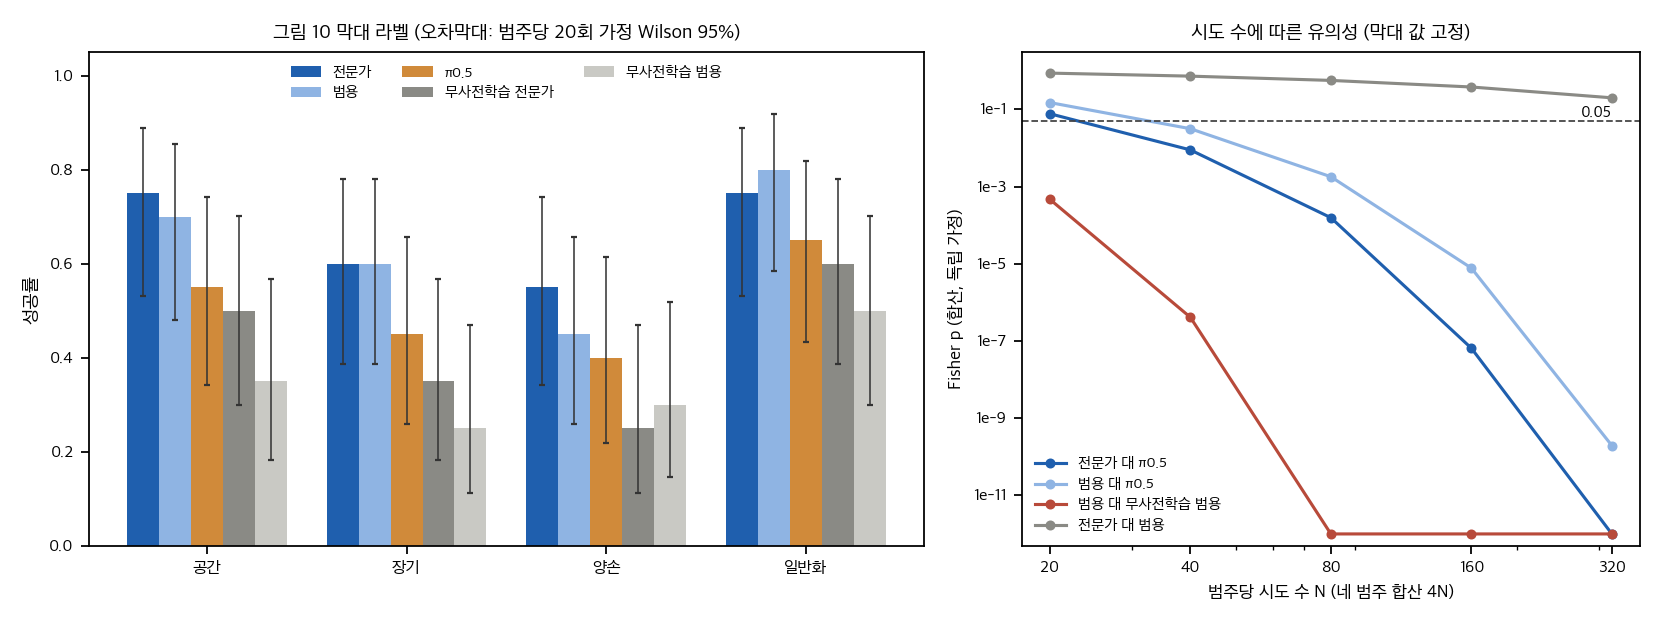 그림 10 막대 라벨 (오차막대: 범주당 20회 가정 Wilson 95%)
전문가
범용
π0.5
무사전학습 전문가
무사전학습 범용
성공률
1.0
0.8
0.6
0.4
0.2
0.0
공간
장기
양손
일반화
시도 수에 따른 유의성 (막대 값 고정)
Fisher p (합산, 독립 가정)
1e-1
1e-3
1e-5
1e-7
1e-9
1e-11
0.05
전문가 대 π0.5
범용 대 π0.5
범용 대 무사전학습 범용
전문가 대 범용
20
40
80
160
320
범주당 시도 수 N (네 범주 합산 4N)